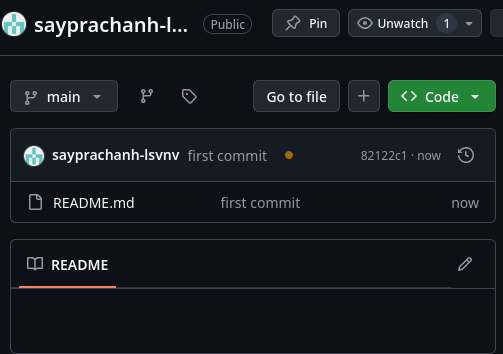 sayprachanh-l... Public Pin Unwatch 1
main Go to file Code
sayprachanh-lsvnv first commit 82122c1 · now
README.md first commit now
README